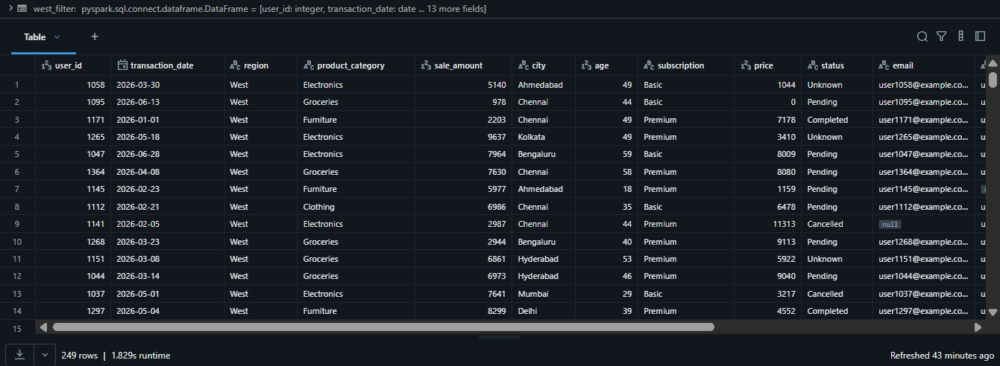 west_filter: pyspark.sql.connect.dataframe.DataFrame = [user_id: integer, transaction_date: date ... 13 more fields]
Table +
user_id transaction_date region product_category sale_amount city age subscription price status email
1 1058 2026-03-30 West Electronics 5140 Ahmedabad 49 Basic 1044 Unknown user1058@example.co... u
2 1095 2026-06-13 West Groceries 978 Chennai 44 Basic 0 Pending user1095@example.co... u
3 1171 2026-01-01 West Furniture 2203 Chennai 49 Premium 7178 Completed user1171@example.co... u
4 1265 2026-05-18 West Electronics 9637 Kolkata 49 Premium 3410 Unknown user1265@example.co... u
5 1047 2026-06-28 West Electronics 7964 Bengaluru 59 Basic 8009 Pending user1047@example.co... u
6 1364 2026-04-08 West Groceries 7630 Chennai 58 Premium 8080 Pending user1364@example.co... u
7 1145 2026-02-23 West Furniture 5977 Ahmedabad 18 Premium 1159 Pending user1145@example.co...
8 1112 2026-02-21 West Clothing 6986 Chennai 35 Basic 6478 Pending user1112@example.co... u
9 1141 2026-02-05 West Electronics 2987 Chennai 44 Premium 11313 Cancelled null u
10 1268 2026-03-23 West Groceries 2944 Bengaluru 40 Premium 9113 Pending user1268@example.co... u
11 1151 2026-03-08 West Groceries 6861 Hyderabad 53 Premium 5922 Unknown user1151@example.co... u
12 1044 2026-03-14 West Groceries 6973 Hyderabad 46 Premium 9040 Pending user1044@example.co... u
13 1037 2026-05-01 West Electronics 7641 Mumbai 29 Basic 3217 Cancelled user1037@example.co... u
14 1297 2026-05-04 West Furniture 8299 Delhi 39 Premium 4552 Completed user1297@example.co... u
15
249 rows | 1.829s runtime Refreshed 43 minutes ago